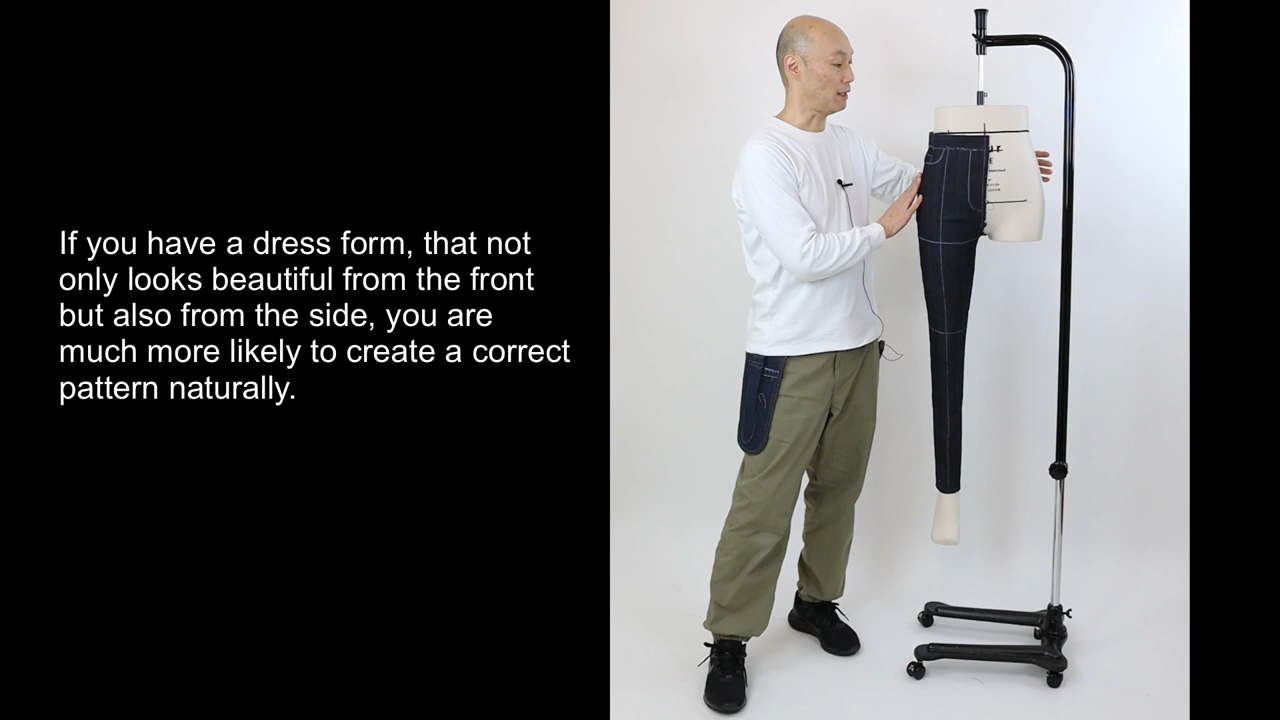 If you have a dress form, that not
only looks beautiful from the front
but also from the side, you are
much more likely to create a correct
pattern naturally.